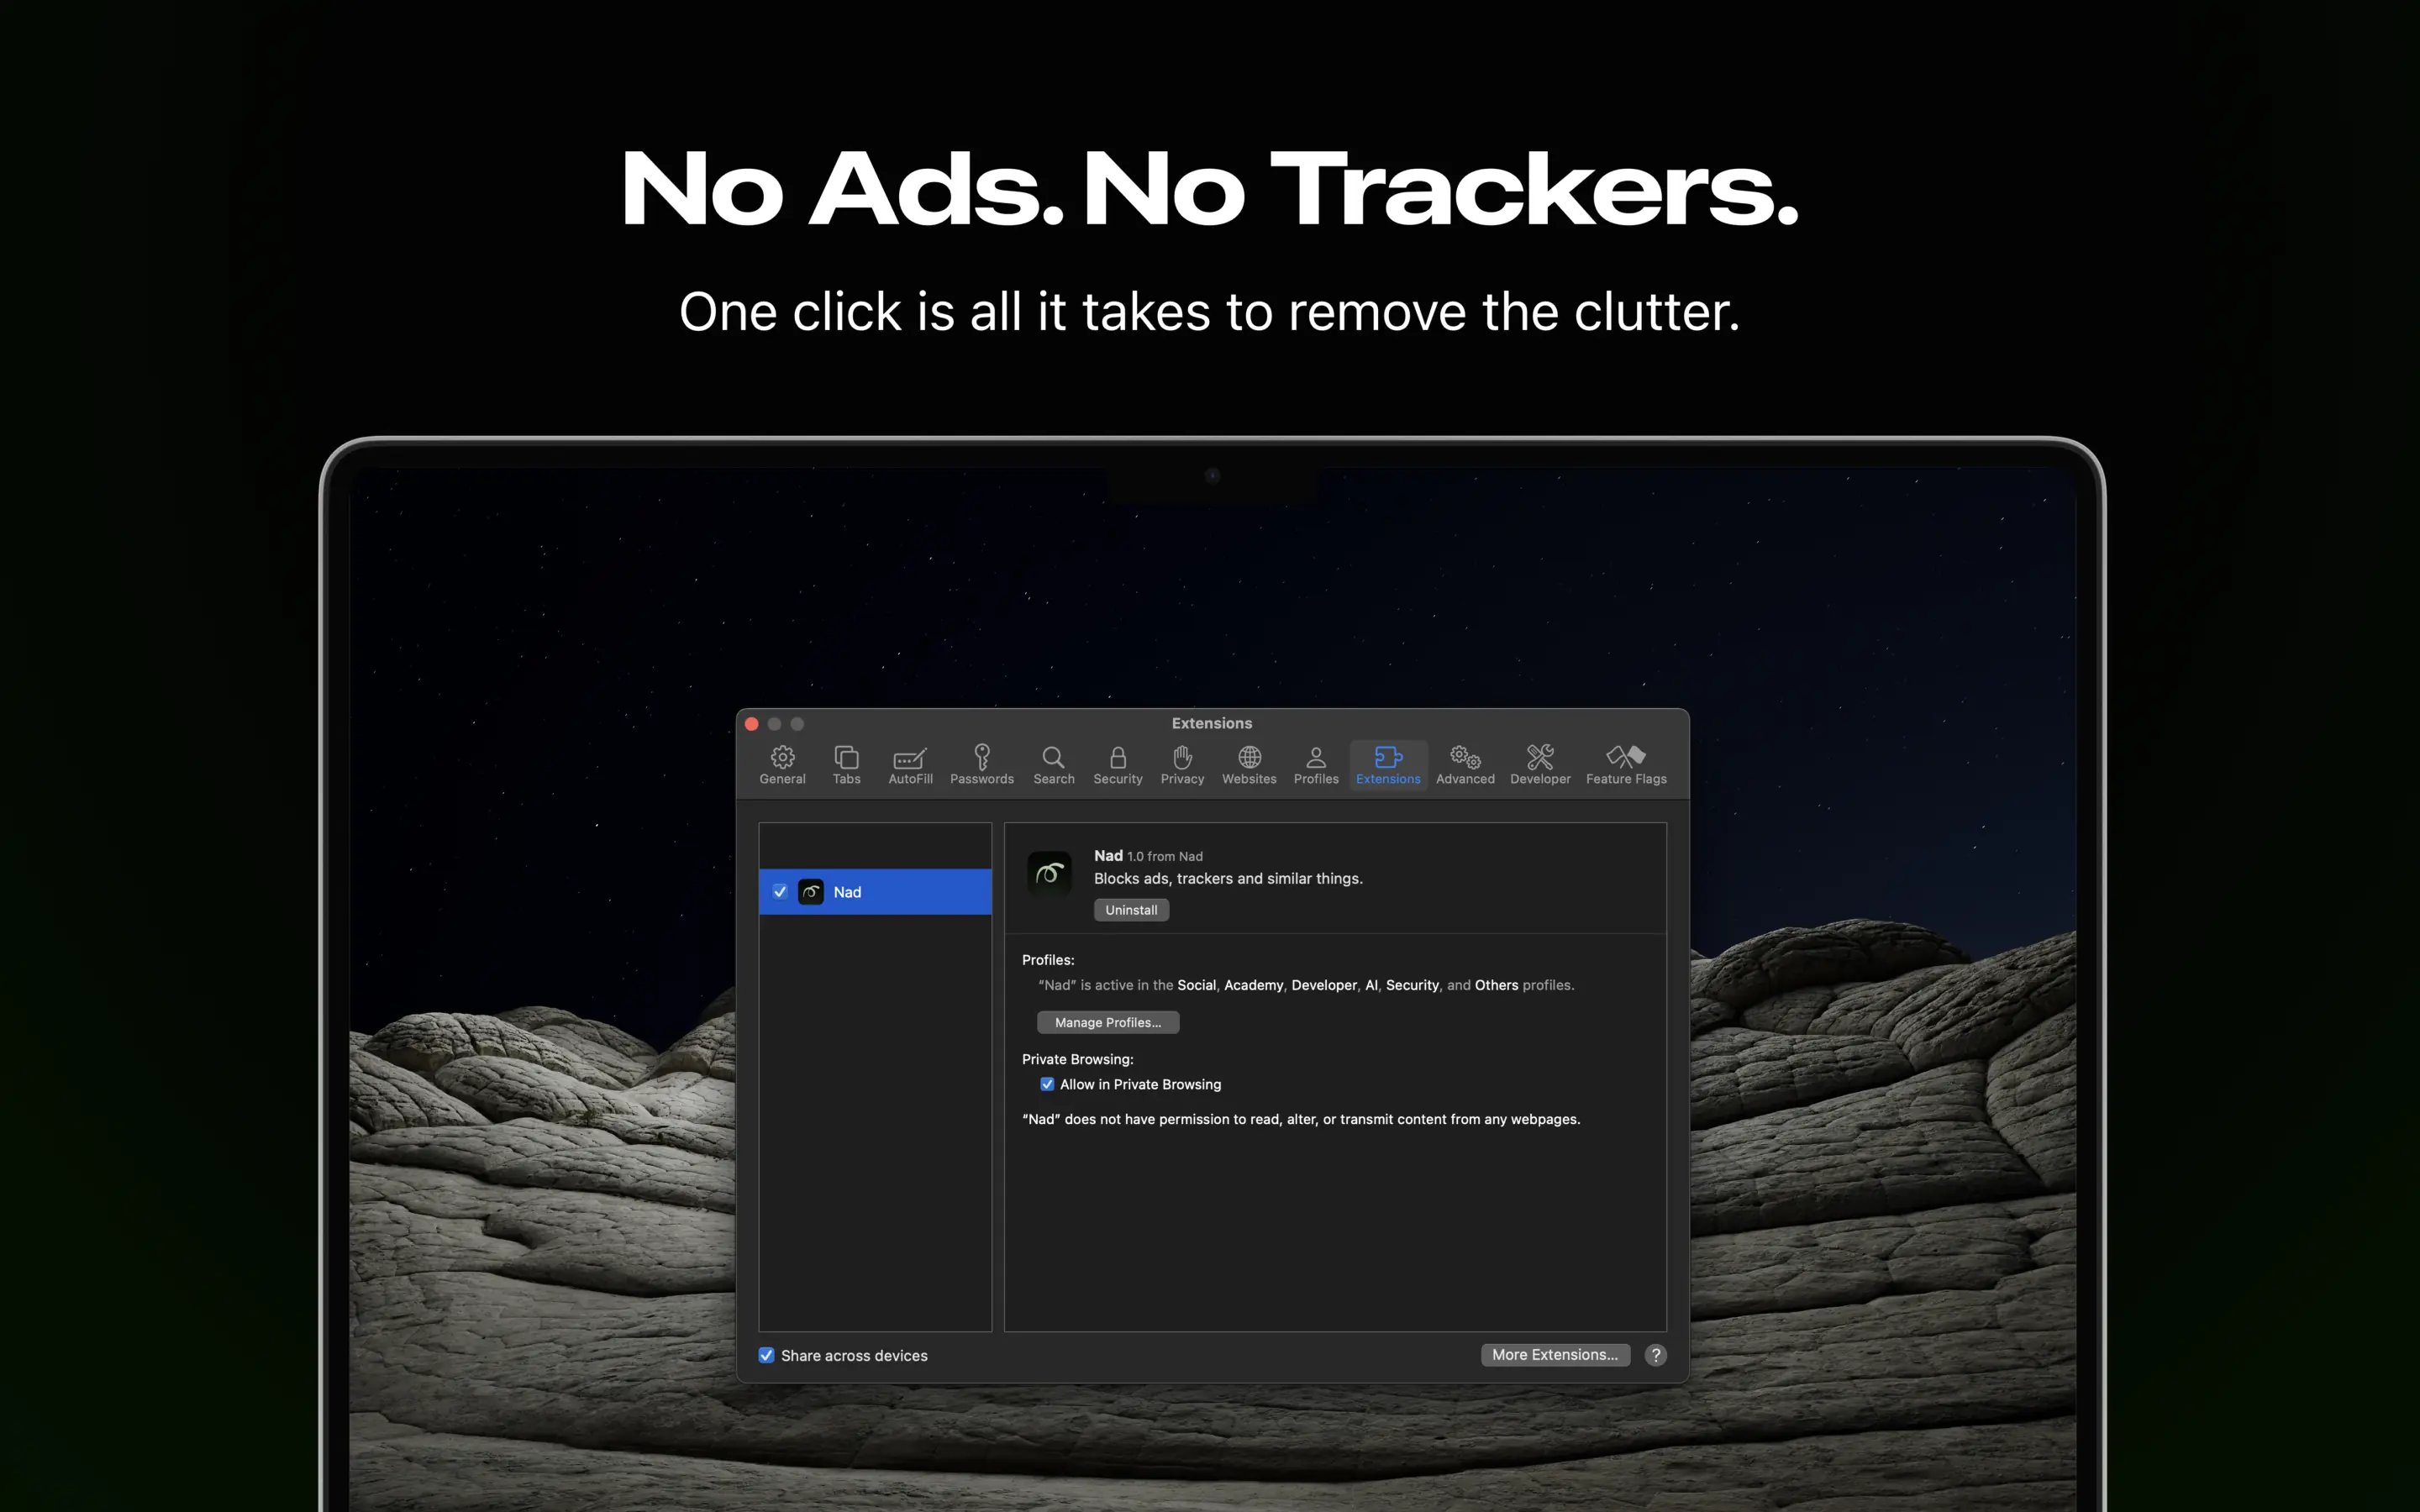 No Ads. No Trackers.
One click is all it takes to remove the clutter.
Extensions
General Tabs AutoFill Passwords Search Security Privacy Websites Profiles Extensions Advanced Developer Feature Flags
Nad
Nad 1.0 from Nad
Blocks ads, trackers and similar things.
Uninstall
Profiles:
“Nad” is active in the Social, Academy, Developer, AI, Security, and Others profiles.
Manage Profiles...
Private Browsing:
Allow in Private Browsing
“Nad” does not have permission to read, alter, or transmit content from any webpages.
Share across devices
More Extensions... ?